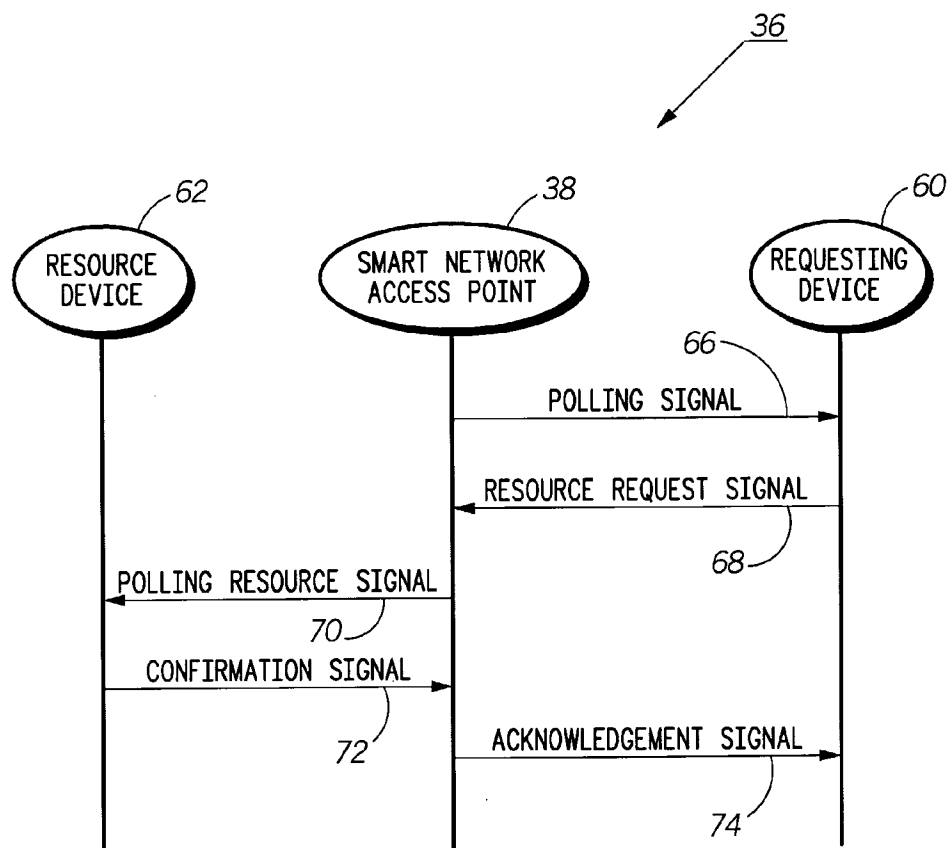 36
62
38
60
RESOURCE
DEVICE
SMART NETWORK
ACCESS POINT
REQUESTING
DEVICE
66
POLLING SIGNAL
RESOURCE REQUEST SIGNAL
68
POLLING RESOURCE SIGNAL
70
CONFIRMATION SIGNAL
72
ACKNOWLEDGEMENT SIGNAL
74